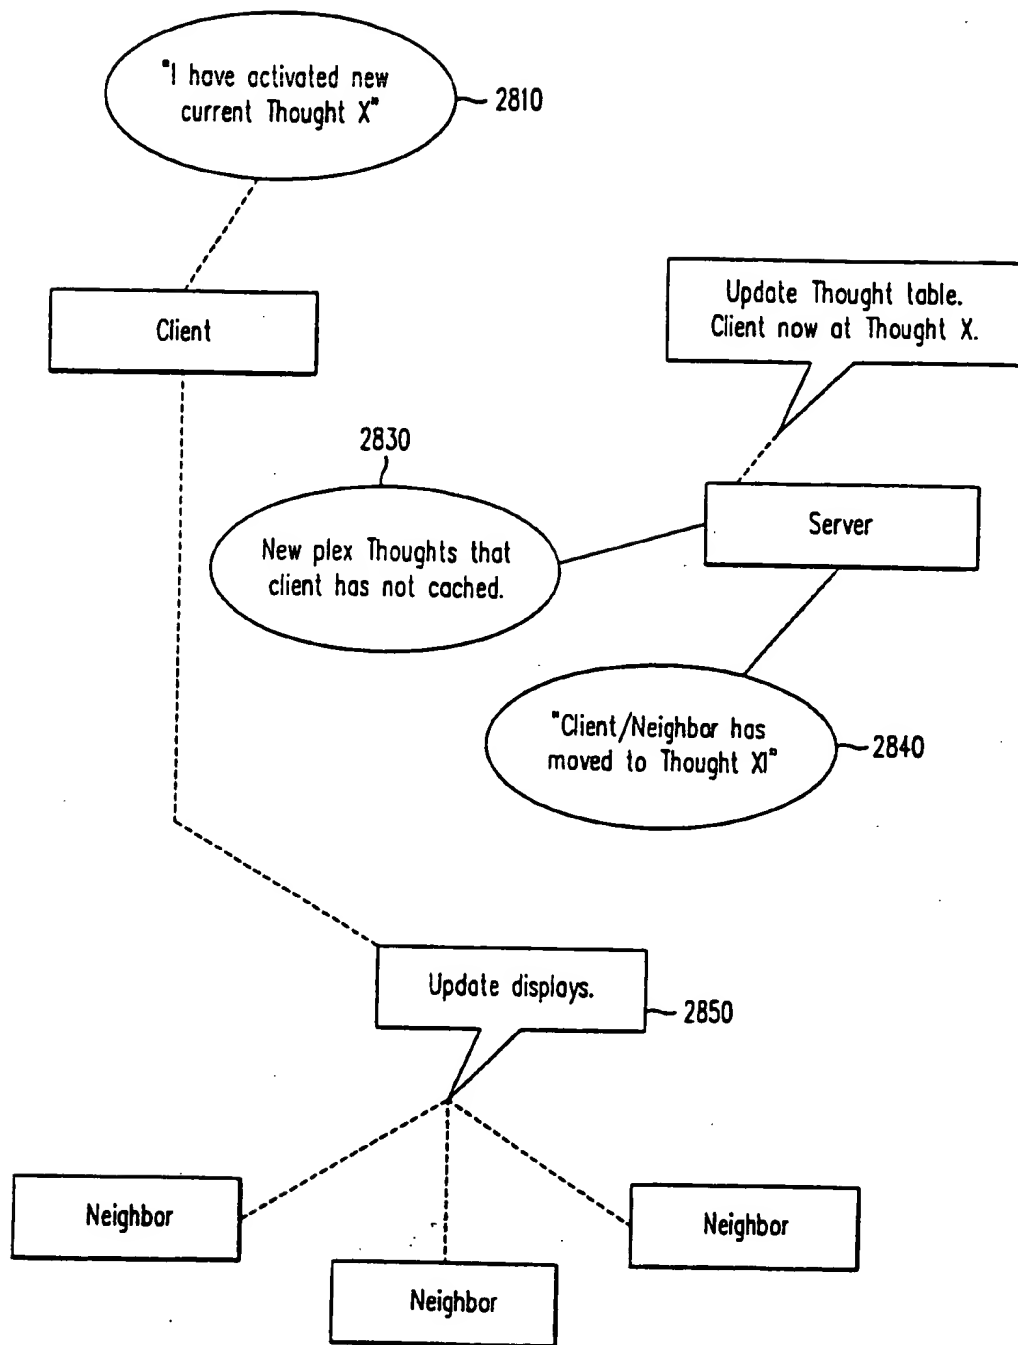 "I have activated new
current Thought X"
2810
Client
Update Thought table.
Client now at Thought X.
2830
Server
New plex Thoughts that
client has not cached.
"Client/Neighbor has
moved to Thought XI"
2840
Update displays.
2850
Neighbor
Neighbor
Neighbor